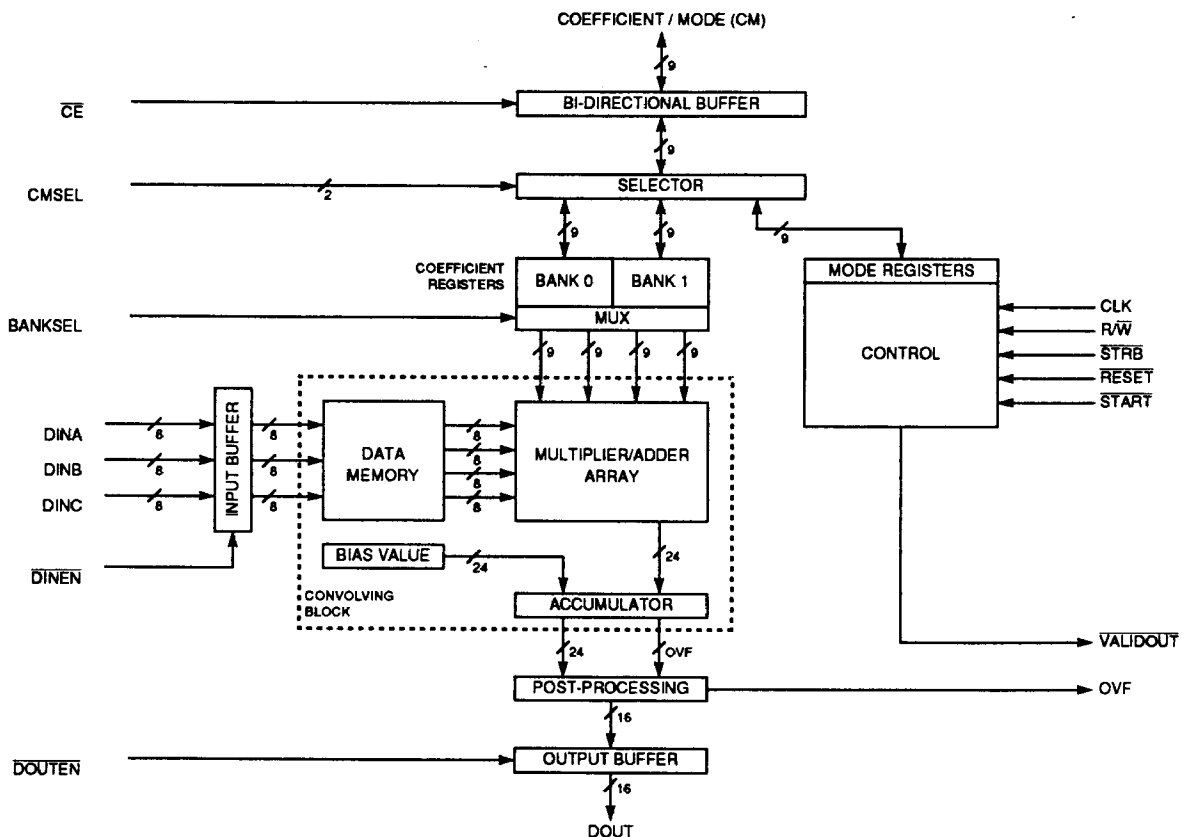 COEFFICIENT / MODE (CM)
9
CE
BI-DIRECTIONAL BUFFER
9
CMSEL
2
SELECTOR
9
9
9
COEFFICIENT
REGISTERS
BANK 0
BANK 1
MODE REGISTERS
BANKSEL
MUX
CLK
R/W
CONTROL
STRB
RESET
START
9
9
9
9
DINA
8
8
8
DINB
8
8
8
DINC
8
8
8
8
INPUT BUFFER
DATA
MEMORY
MULTIPLIER/ADDER
ARRAY
DINEN
BIAS VALUE
24
24
CONVOLVING
BLOCK
ACCUMULATOR
24
OVF
VALIDOUT
POST-PROCESSING
OVF
16
DOUTEN
OUTPUT BUFFER
16
DOUT